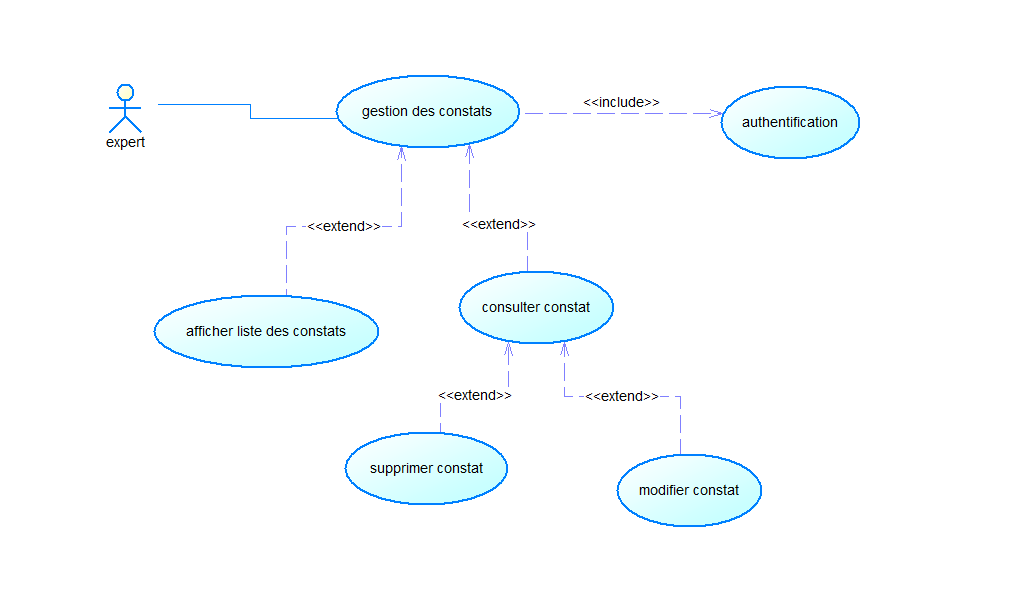 gestion des constats
<<include>>
authentification
expert
<<extend>>
<<extend>>
afficher liste des constats
consulter constat
<<extend>>
<<extend>>
supprimer constat
modifier constat